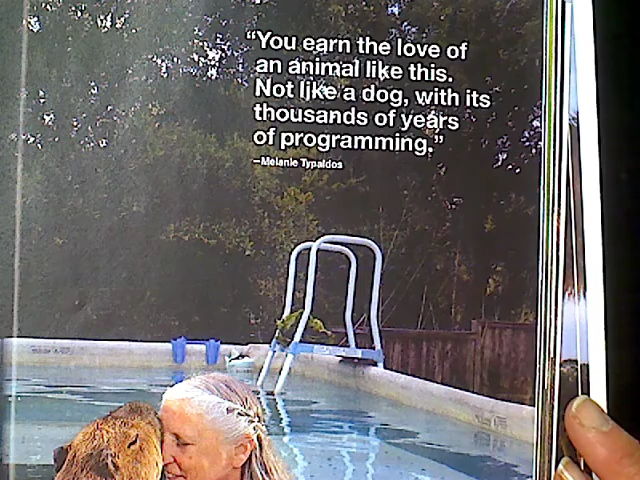 “You earn the love of
an animal like this.
Not like a dog, with its
thousands of years
of programming.”
–Melanie Typaldos